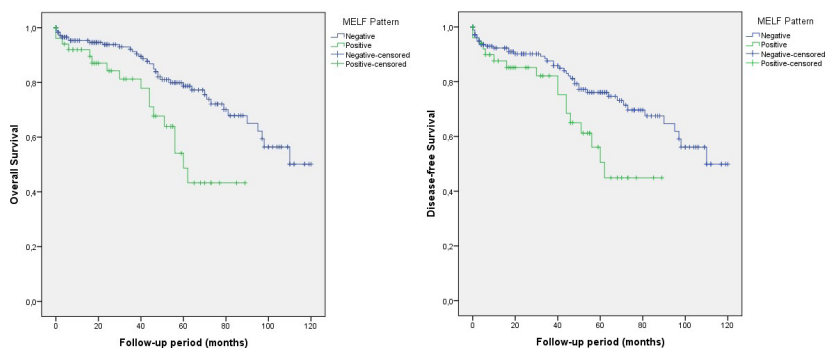 MELF Pattern
Negative
Positive
Negative-censored
Positive-censored
1,0
0,8
0,6
0,4
0,2
0,0
Overall Survival
0 20 40 60 80 100 120
Follow-up period (months)
MELF Pattern
Negative
Positive
Negative-censored
Positive-censored
1,0
0,8
0,6
0,4
0,2
0,0
Disease-free Survival
0 20 40 60 80 100 120
Follow-up period (months)